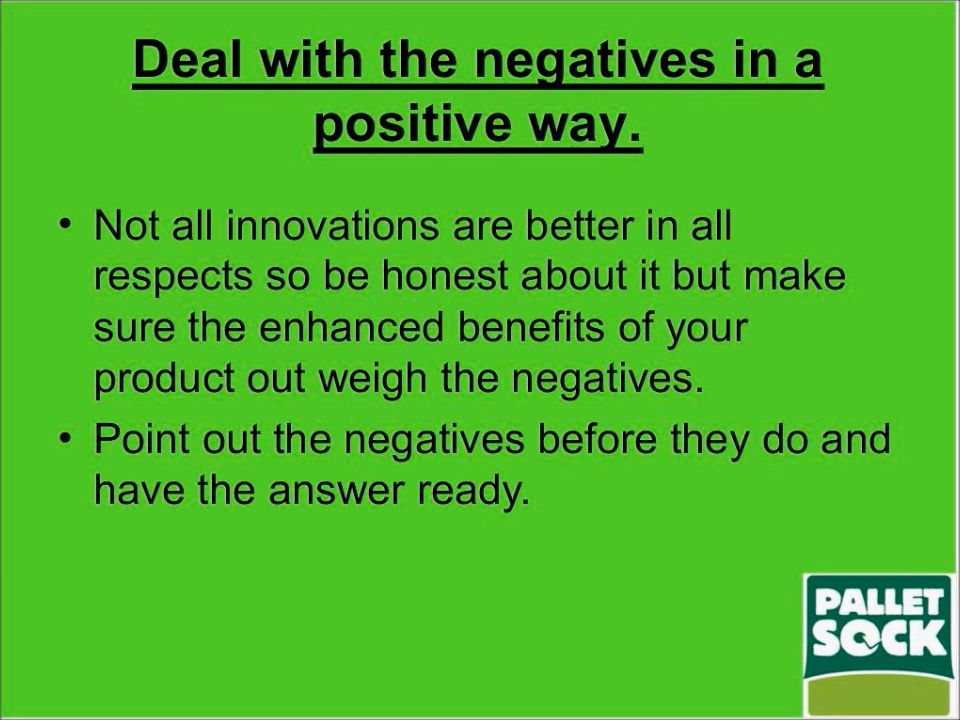 Deal with the negatives in a
positive way.
• Not all innovations are better in all
respects so be honest about it but make
sure the enhanced benefits of your
product out weigh the negatives.
• Point out the negatives before they do and
have the answer ready.
PALLET
SOCK